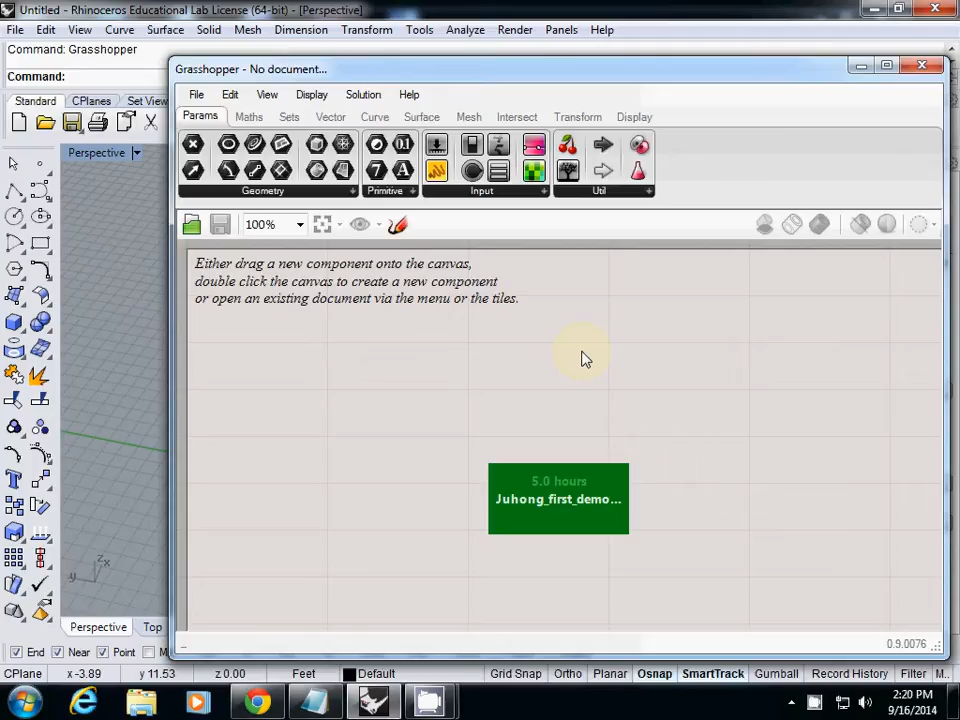 Untitled - Rhinoceros Educational Lab License (64-bit) - [Perspective]
File Edit View Curve Surface Solid Mesh Dimension Transform Tools Analyze Render Panels Help
Command: Grasshopper
Command:
Standard CPlanes Set View
Perspective
Grasshopper - No document...
File Edit View Display Solution Help
Params Maths Sets Vector Curve Surface Mesh Intersect Transform Display
Geometry Primitive Input Util
100%
Either drag a new component onto the canvas,
double click the canvas to create a new component
or open an existing document via the menu or the tiles.
5.0 hours
Juhong_first_demo...
0.9.0076
z
x
y
Perspective Top
End Near Point M
CPlane x -3.89 y 11.53 z 0.00 Feet Default Grid Snap Ortho Planar Osnap SmartTrack Gumball Record History Filter M...
2:20 PM
9/16/2014